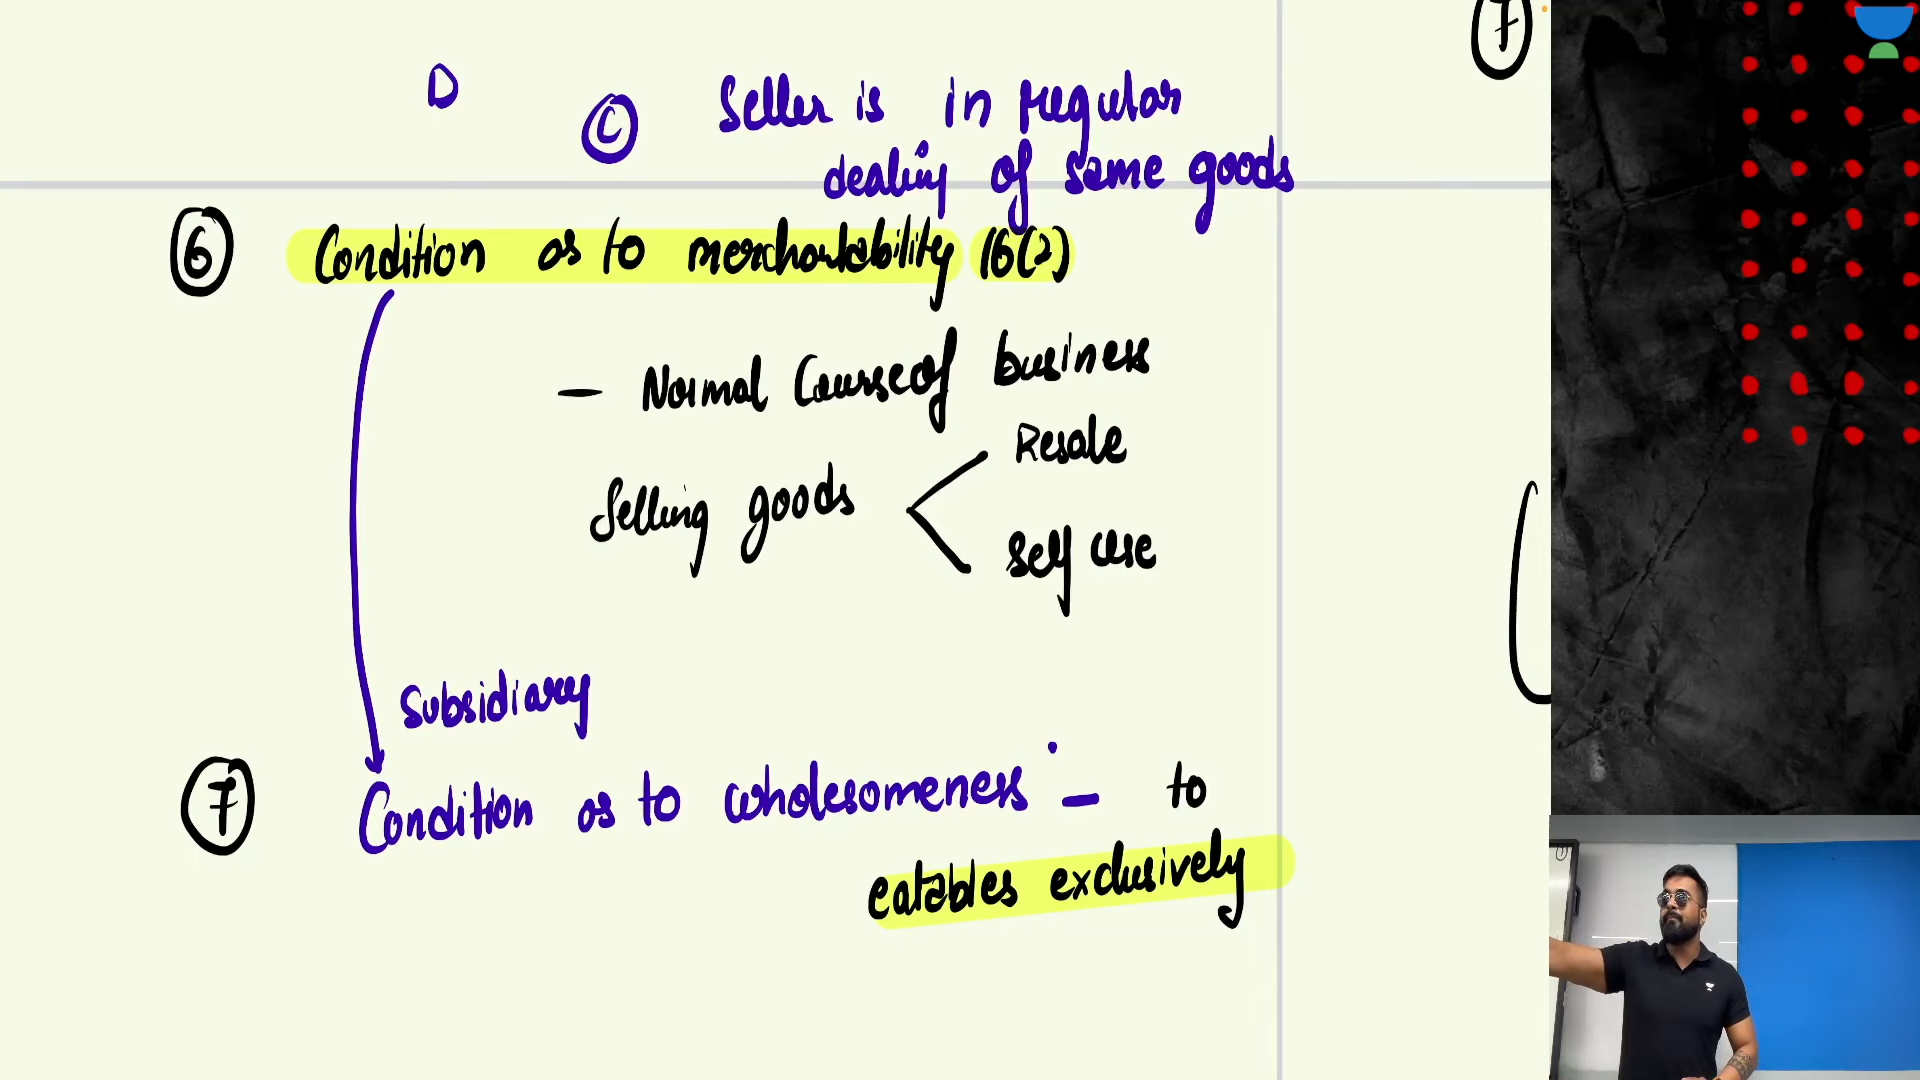 7
D
C Seller is in regular
dealing of same goods
6 Condition as to merchantability 16(2)
– Normal Course of business
Resale
Selling goods
Self use
Subsidiary
7 Condition as to wholesomeness – to
eatables exclusively